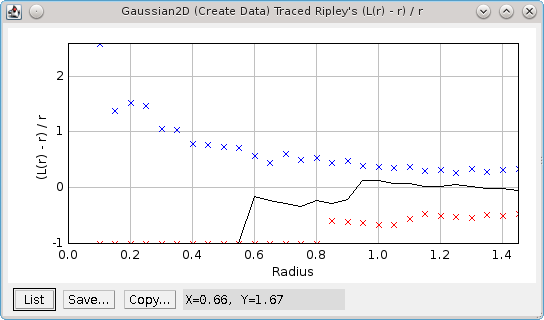 Gaussian2D (Create Data) Traced Ripley's (L(r) - r) / r
(L(r) - r) / r
2
1
0
-1
0.0 0.2 0.4 0.6 0.8 1.0 1.2 1.4
Radius
List Save... Copy... X=0.66, Y=1.67